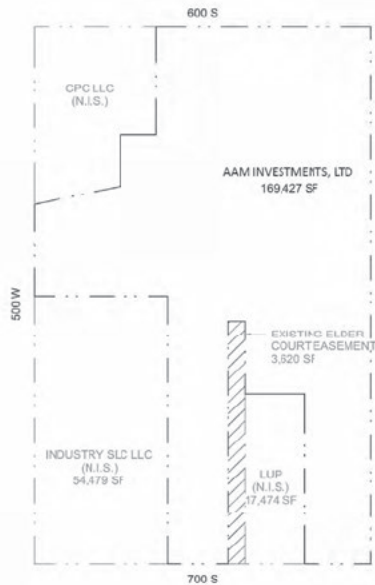 600 S
CPC LLC
(N.I.S.)
AAM INVESTMENTS, LTD
169,427 SF
500 W
EXISTING ELDER
COURT EASEMENT
3,620 SF
INDUSTRY SLC LLC
(N.I.S.)
54,479 SF
LUP
(N.I.S.)
17,474 SF
700 S